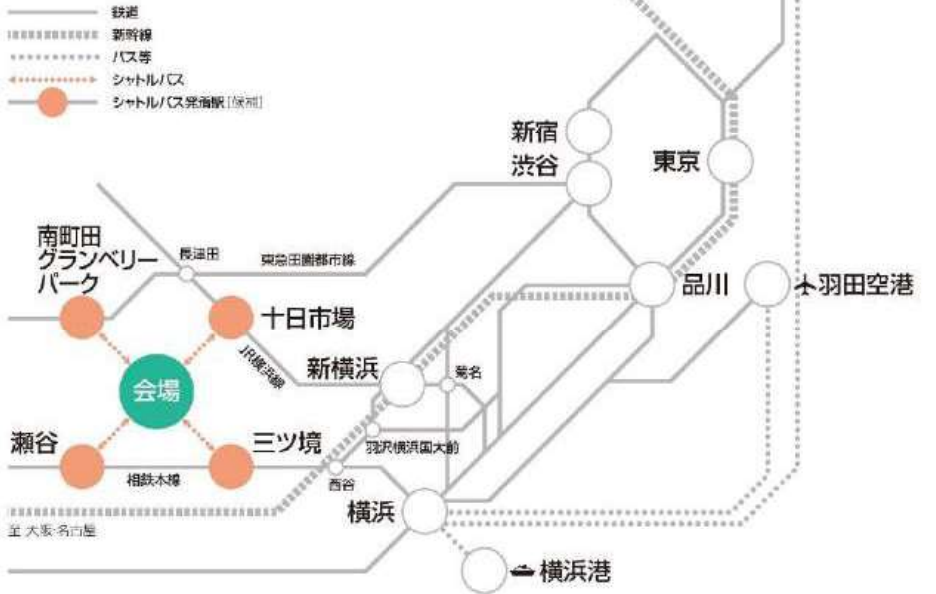 鉄道
新幹線
バス等
シャトルバス
シャトルバス発着駅[候補]
新宿
渋谷
東京
南町田
グランベリー
パーク
長津田
東急田園都市線
品川
羽田空港
十日市場
JR横浜線
新横浜
菊名
会場
瀬谷
三ツ境
羽沢横浜国大前
相鉄本線
西谷
横浜
至 大阪・名古屋
横浜港